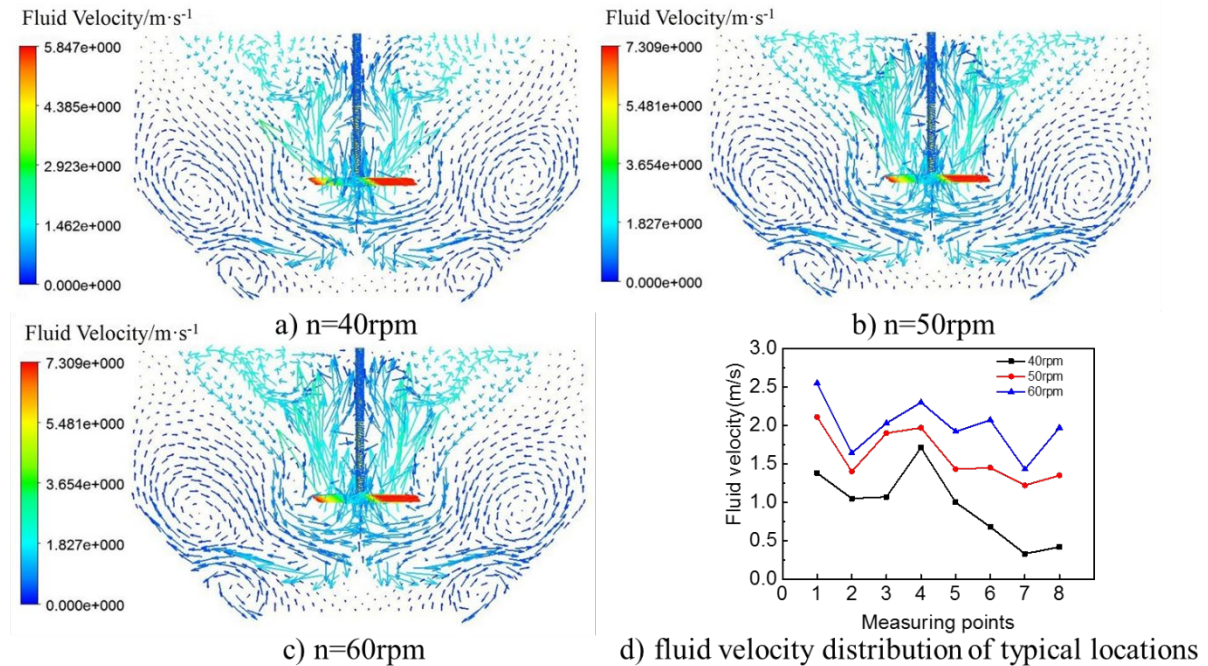 Fluid Velocity/m·s⁻¹
5.847e+000
4.385e+000
2.923e+000
1.462e+000
0.000e+000
a) n=40rpm
Fluid Velocity/m·s⁻¹
7.309e+000
5.481e+000
3.654e+000
1.827e+000
0.000e+000
b) n=50rpm
Fluid Velocity/m·s⁻¹
7.309e+000
5.481e+000
3.654e+000
1.827e+000
0.000e+000
c) n=60rpm
Fluid velocity(m/s)
3.0
2.5
2.0
1.5
1.0
0.5
0.0
40rpm
50rpm
60rpm
0 1 2 3 4 5 6 7 8
Measuring points
d) fluid velocity distribution of typical locations